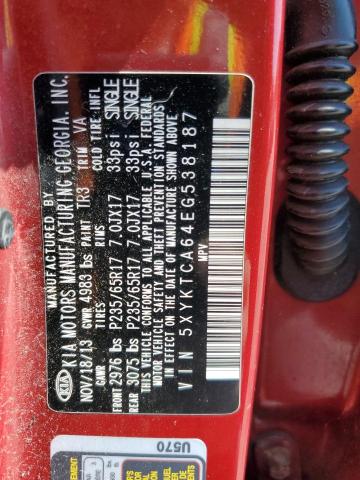 MANUFACTURED BY
KIA KIA MOTORS MANUFACTURING GEORGIA, INC.
NOV/18/13 GVWR 4983 lbs PAINT TR3 TRIM VA
GAWR TIRES RIMS COLD TIRE INFL
FRONT 2976 lbs P235/65R17 7.0JX17 33psi SINGLE
REAR 3075 lbs P235/65R17 7.0JX17 33psi SINGLE
THIS VEHICLE CONFORMS TO ALL APPLICABLE U.S.A. FEDERAL
MOTOR VEHICLE SAFETY, BUMPER AND THEFT PREVENTION
STANDARDS IN EFFECT ON THE DATE OF MANUFACTURE SHOWN ABOVE.
VIN 5XYKTCA64EG538187
MPV
U570